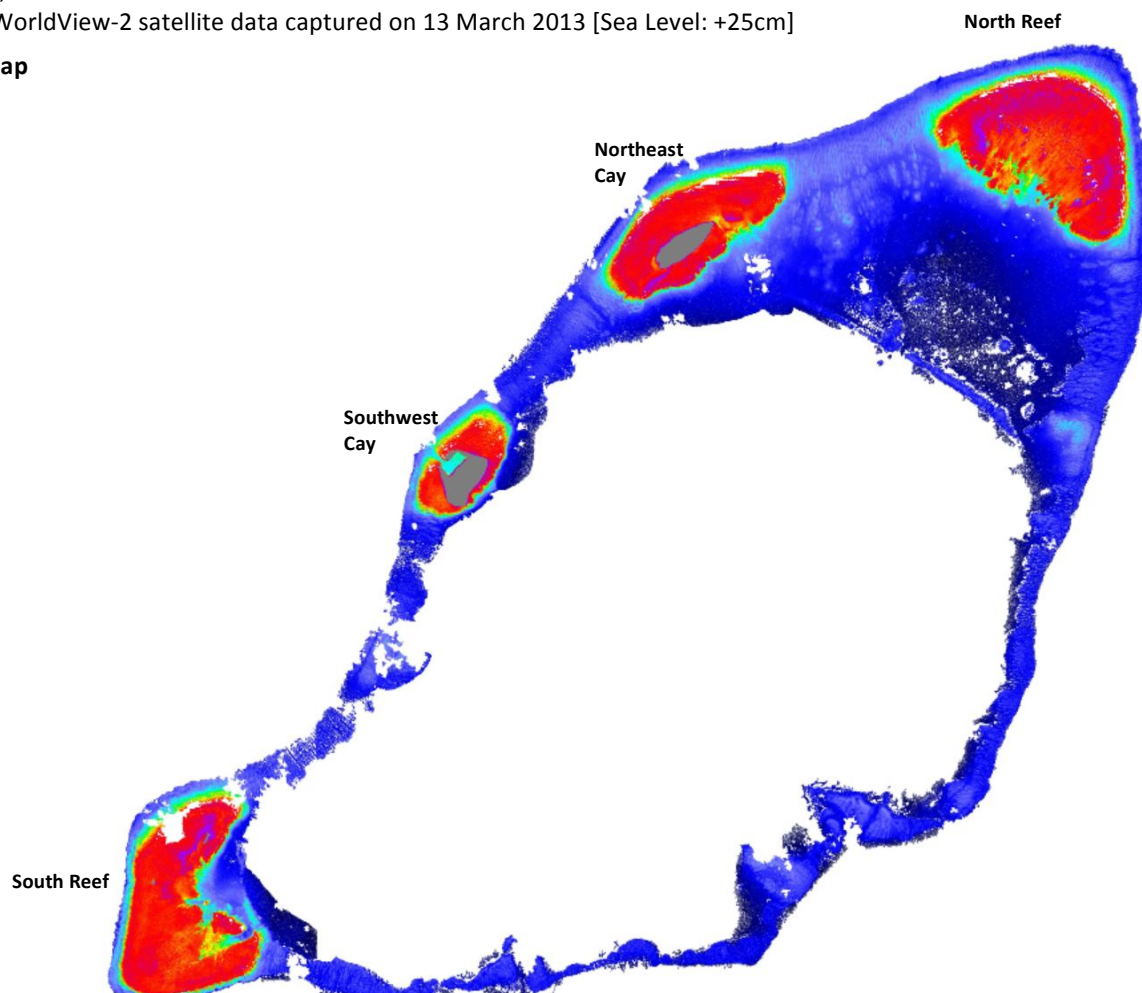 WorldView-2 satellite data captured on 13 March 2013 [Sea Level: +25cm]
North Reef
ap
Northeast
Cay
Southwest
Cay
South Reef